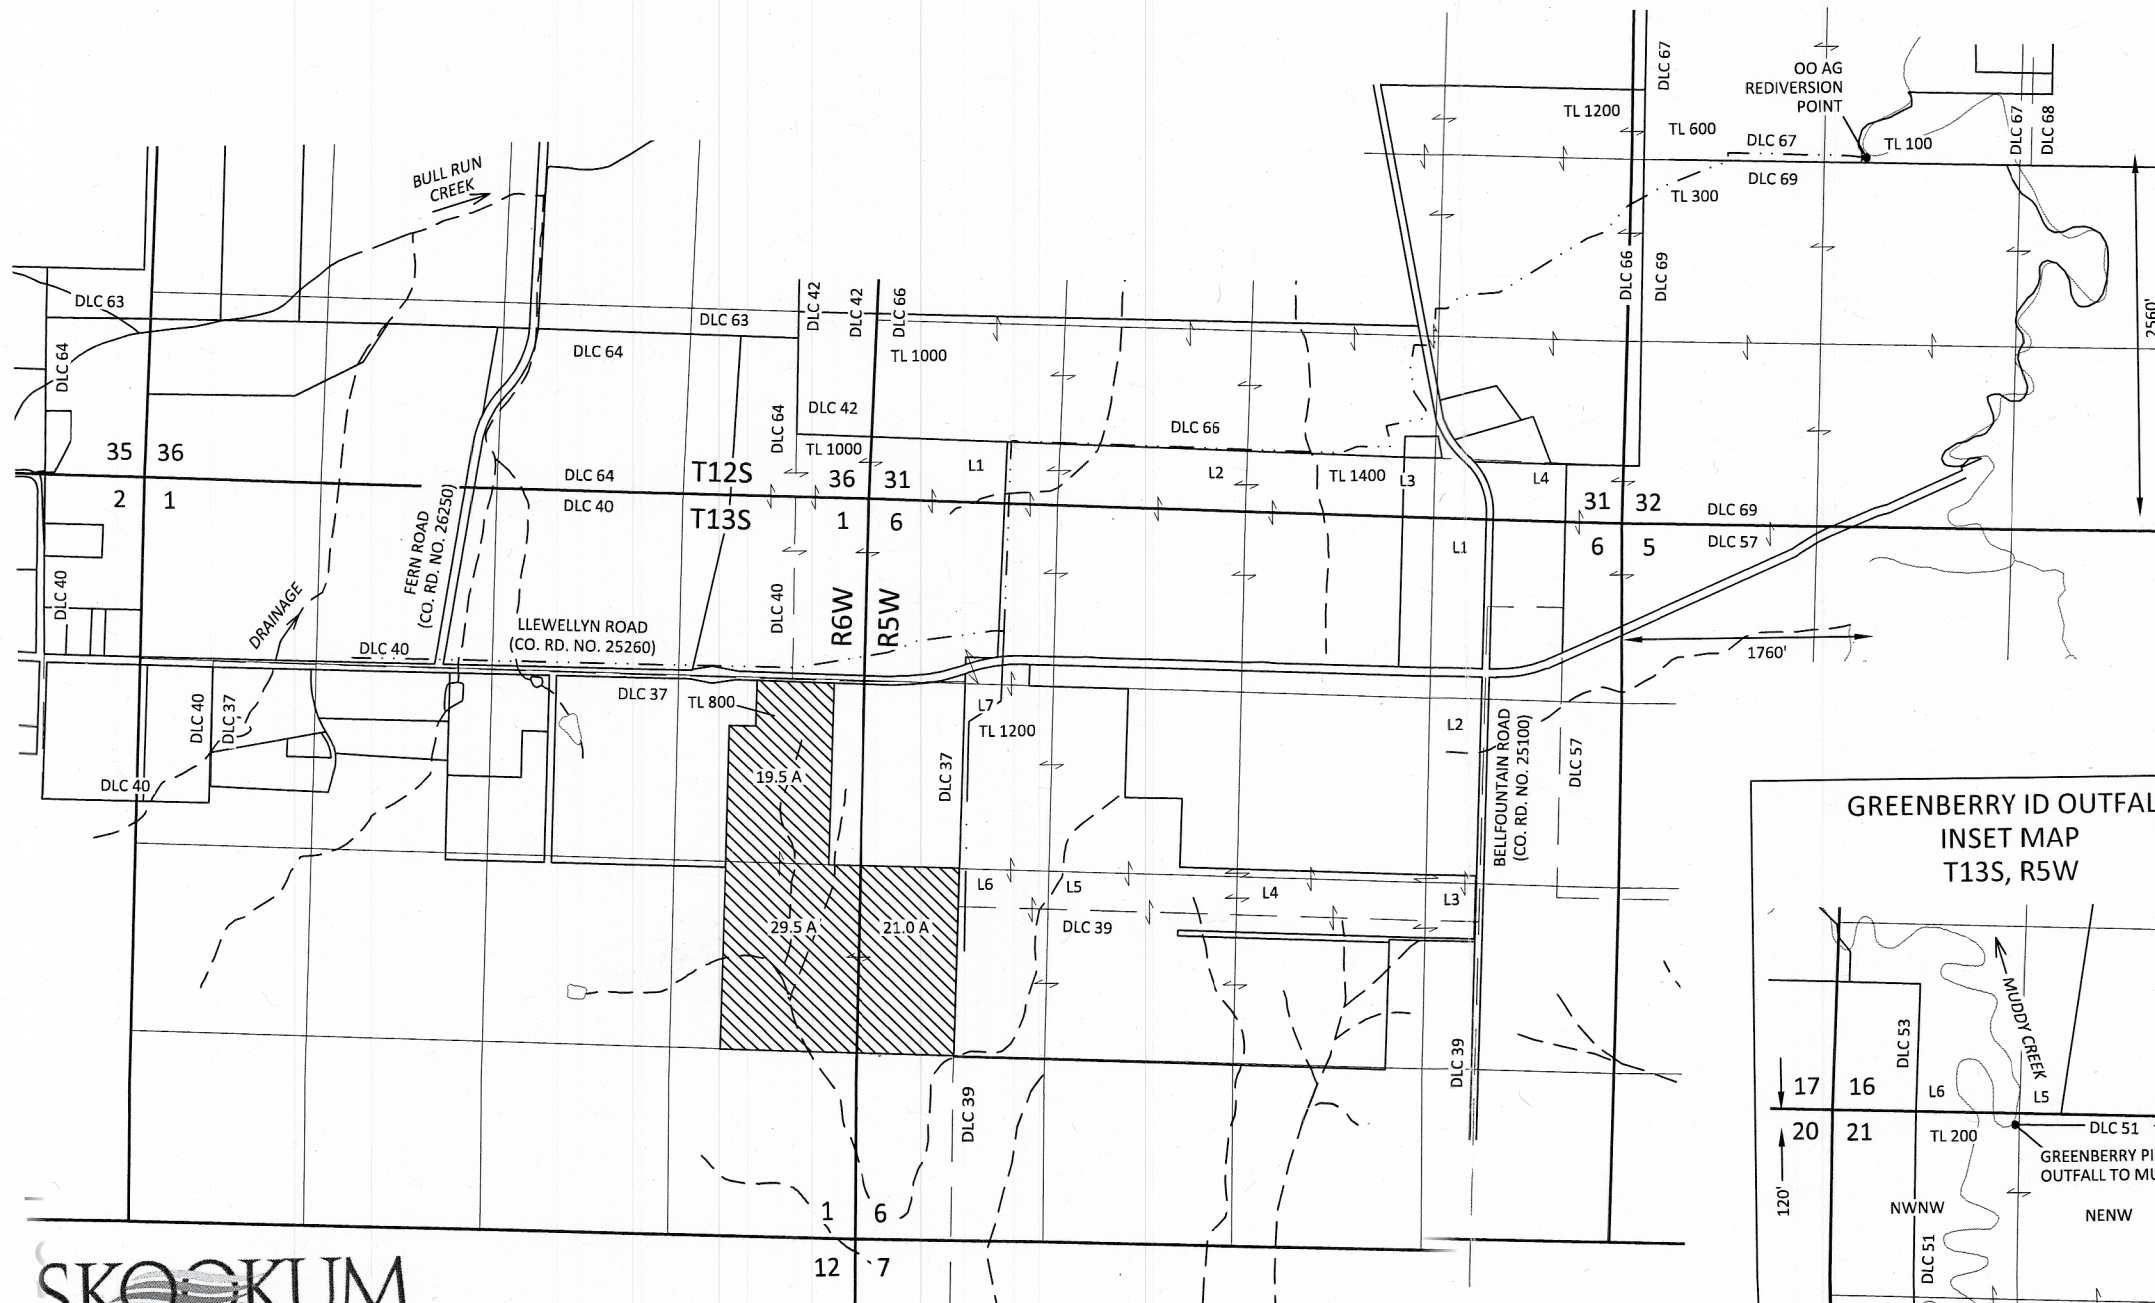 DLC 67
OO AG
REDIVERSION
POINT
TL 1200
TL 600
DLC 67
TL 100
DLC 67
DLC 68
BULL RUN
CREEK
DLC 69
TL 300
DLC 66
DLC 69
2560'
DLC 63
DLC 63
DLC 42
DLC 42
DLC 66
DLC 64
DLC 64
TL 1000
DLC 42
DLC 64
DLC 66
35
36
TL 1000
T12S
DLC 64
36
31
L1
L2
TL 1400
L3
L4
31
32
2
1
DLC 40
T13S
1
6
DLC 69
DLC 57
L1
6
5
FERN ROAD
(CO. RD. NO. 26250)
DLC 40
DLC 40
R6W
R5W
DRAINAGE
LLEWELLYN ROAD
(CO. RD. NO. 25260)
DLC 40
1760'
DLC 40
DLC 37
DLC 37
TL 800
L7
TL 1200
L2
BELLFOUNTAIN ROAD
(CO. RD. NO. 25100)
DLC 57
DLC 40
19.5 A
DLC 37
GREENBERRY ID OUTFAL
INSET MAP
T13S, R5W
L6
L5
L4
L3
29.5 A
21.0 A
DLC 39
MUDDY CREEK
DLC 53
DLC 39
DLC 39
17
16
L6
L5
20
21
TL 200
DLC 51
GREENBERRY PI
OUTFALL TO MU
120'
NWNW
NENW
DLC 51
1
6
12
7
SKOOKUM